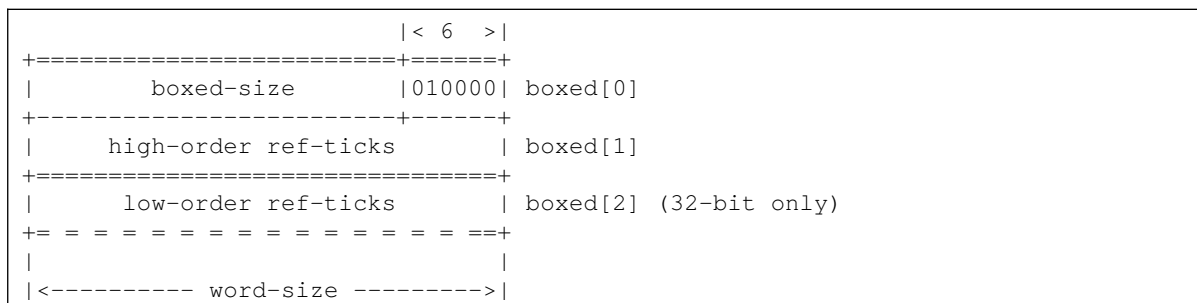 |< 6  >|
+=========================+======+
|        boxed-size       |010000| boxed[0]
+-------------------------+------+
|     high-order ref-ticks       | boxed[1]
+================================+
|      low-order ref-ticks       | boxed[2] (32-bit only)
+= = = = = = = = = = = = = = = ==+
|                                |
|<---------- word-size --------->|